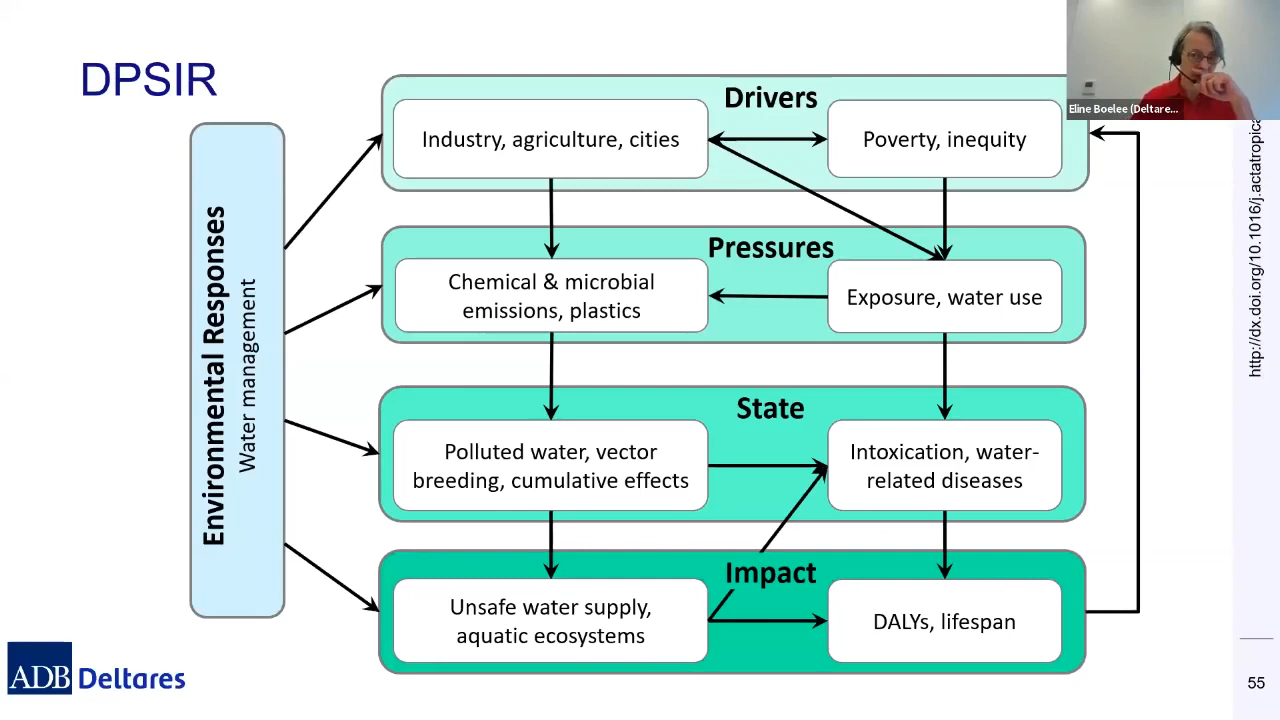 DPSIR
Eline Boelee (Deltare...
Environmental Responses
Water management
Drivers
Industry, agriculture, cities
Poverty, inequity
Pressures
Chemical & microbial
emissions, plastics
Exposure, water use
State
Polluted water, vector
breeding, cumulative effects
Intoxication, water-
related diseases
Impact
Unsafe water supply,
aquatic ecosystems
DALYs, lifespan
http://dx.doi.org/10.1016/j.actatropica
ADB Deltares
55